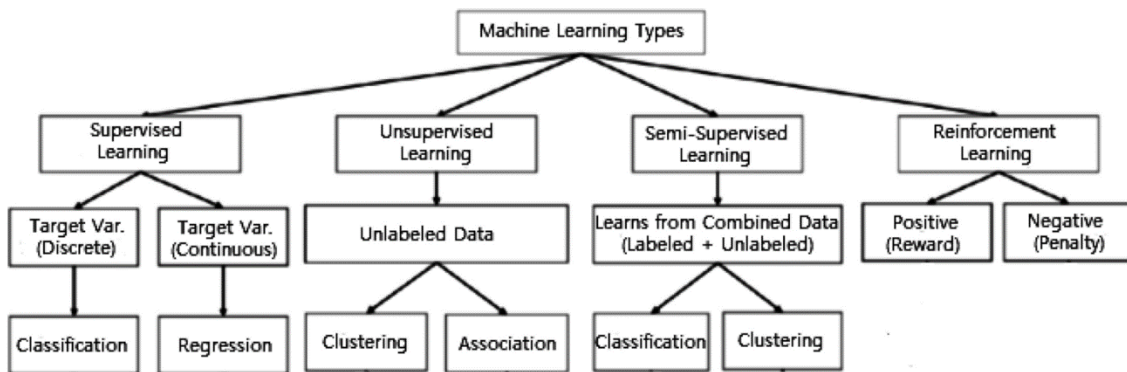 Machine Learning Types
Supervised
Learning
Unsupervised
Learning
Semi-Supervised
Learning
Reinforcement
Learning
Target Var.
(Discrete)
Target Var.
(Continuous)
Unlabeled Data
Learns from Combined Data
(Labeled + Unlabeled)
Positive
(Reward)
Negative
(Penalty)
Classification
Regression
Clustering
Association
Classification
Clustering